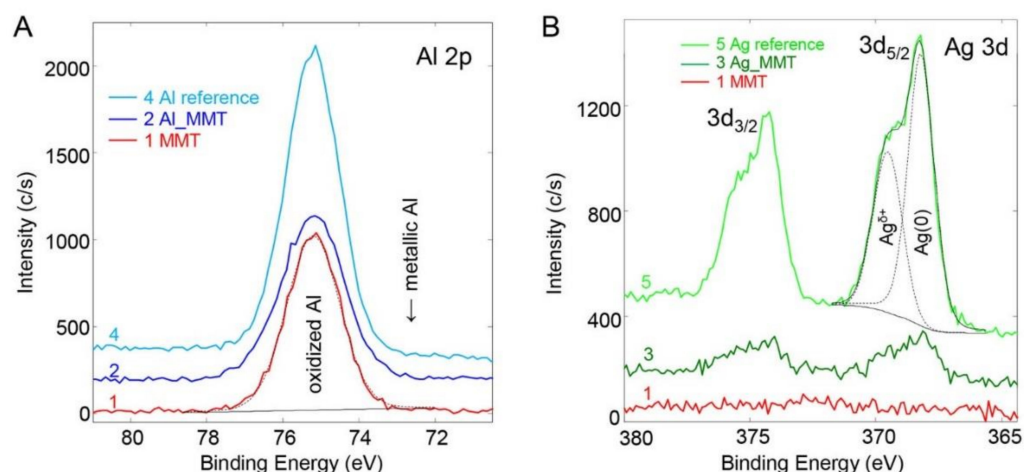 A
Al 2p
4 Al reference
2 Al_MMT
1 MMT
2000
1500
1000
500
0
Intensity (c/s)
← metallic Al
oxidized Al
4
2
1
80
78
76
74
72
Binding Energy (eV)
B
Ag 3d
5 Ag reference
3 Ag_MMT
1 MMT
3d5/2
3d3/2
1200
800
400
0
Intensity (c/s)
Agδ+
Ag(0)
5
3
1
380
375
370
365
Binding Energy (eV)